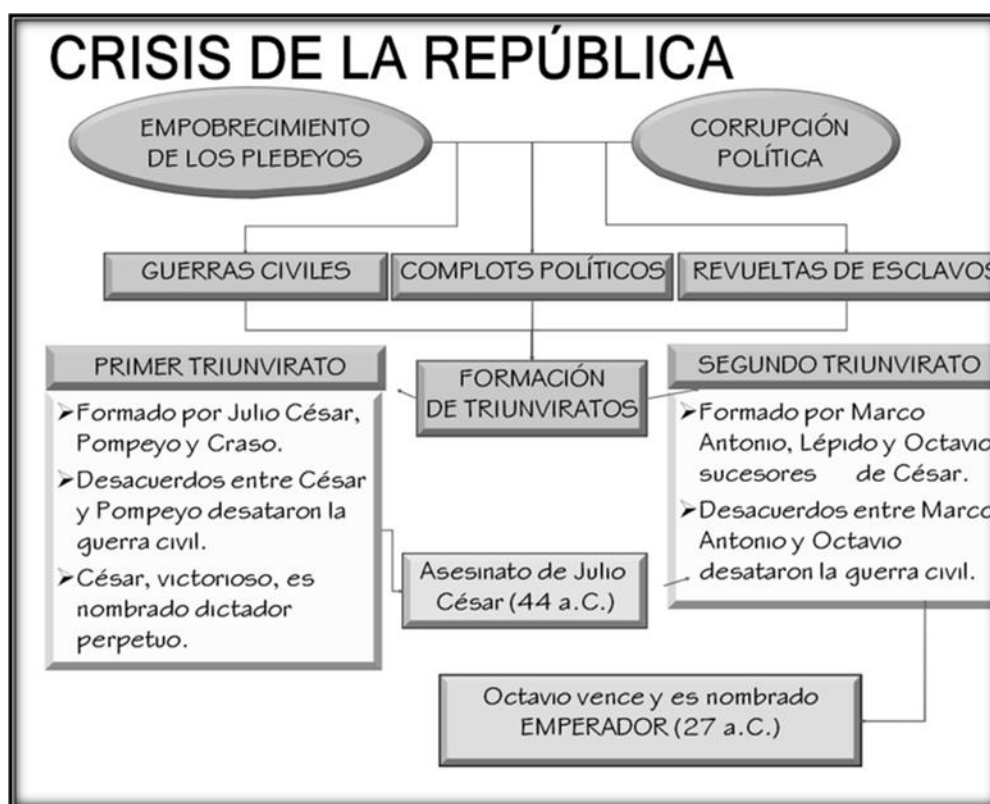 CRISIS DE LA REPÚBLICA
EMPOBRECIMIENTO
DE LOS PLEBEYOS
CORRUPCIÓN
POLÍTICA
GUERRAS CIVILES
COMPLOTS POLÍTICOS
REVUELTAS DE ESCLAVOS
PRIMER TRIUNVIRATO
➤Formado por Julio César,
Pompeyo y Craso.
➤Desacuerdos entre César
y Pompeyo desataron la
guerra civil.
➤César, victorioso, es
nombrado dictador
perpetuo.
FORMACIÓN
DE TRIUNVIRATOS
SEGUNDO TRIUNVIRATO
➤Formado por Marco
Antonio, Lépido y Octavio
sucesores de César.
➤Desacuerdos entre Marco
Antonio y Octavio
desataron la guerra civil.
Asesinato de Julio
César (44 a.C.)
Octavio vence y es nombrado
EMPERADOR (27 a.C.)